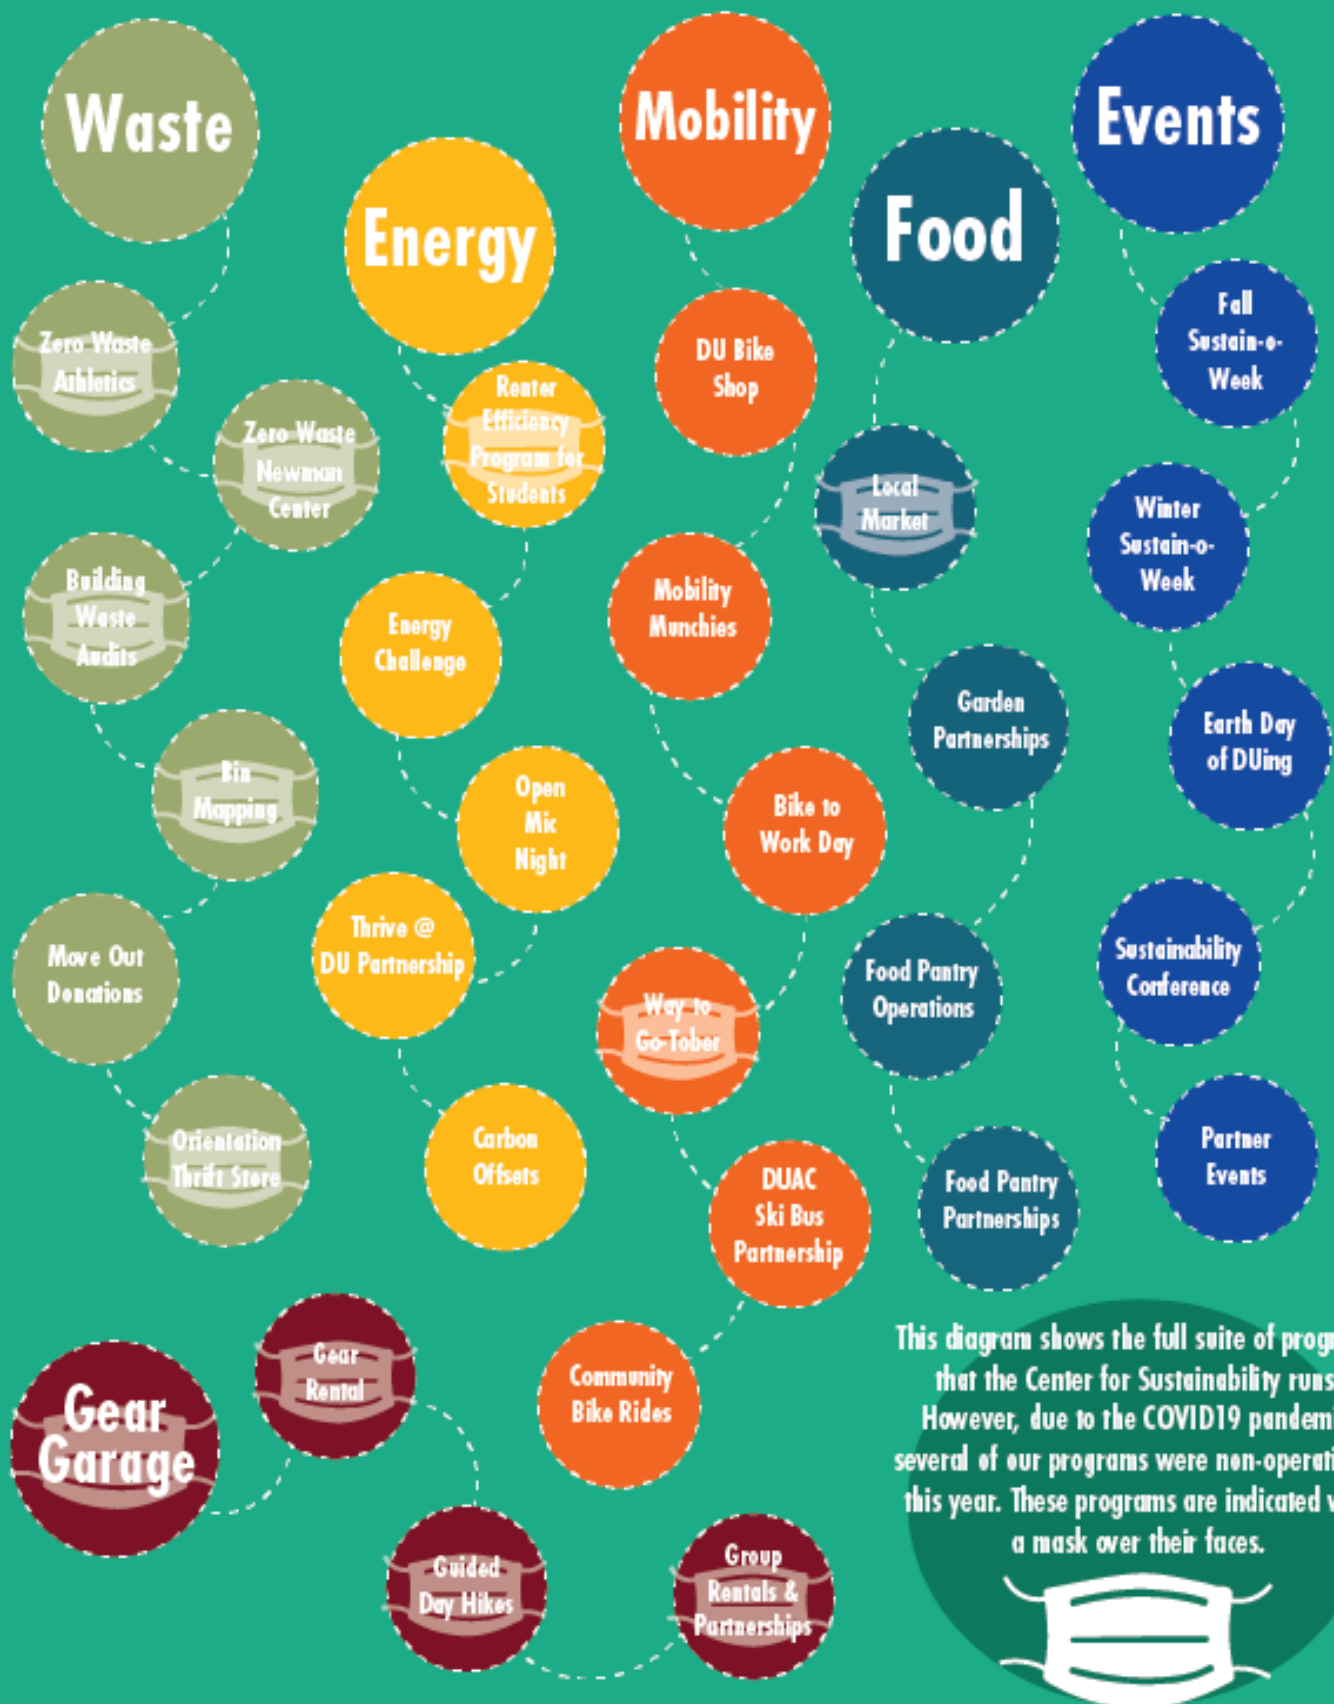 Waste
Zero Waste
Athletics
Zero Waste
Newman
Center
Building
Waste
Audits
Bin
Mapping
Move Out
Donations
Orientation
Thrift Store
Energy
Renter
Efficiency
Program for
Students
Energy
Challenge
Open
Mic
Night
Thrive @
DU Partnership
Carbon
Offsets
Mobility
DU Bike
Shop
Mobility
Munchies
Bike to
Work Day
Way to
Go-Tober
DUAC
Ski Bus
Partnership
Community
Bike Rides
Food
Local
Market
Garden
Partnerships
Food Pantry
Operations
Food Pantry
Partnerships
Events
Fall
Sustain-o-
Week
Winter
Sustain-o-
Week
Earth Day
of DUing
Sustainability
Conference
Partner
Events
Gear
Garage
Gear
Rental
Guided
Day Hikes
Group
Rentals &
Partnerships
This diagram shows the full suite of
that the Center for Sustainability runs
However, due to the COVID19
several of our programs were
this year. These programs are indicated
a mask over their faces.